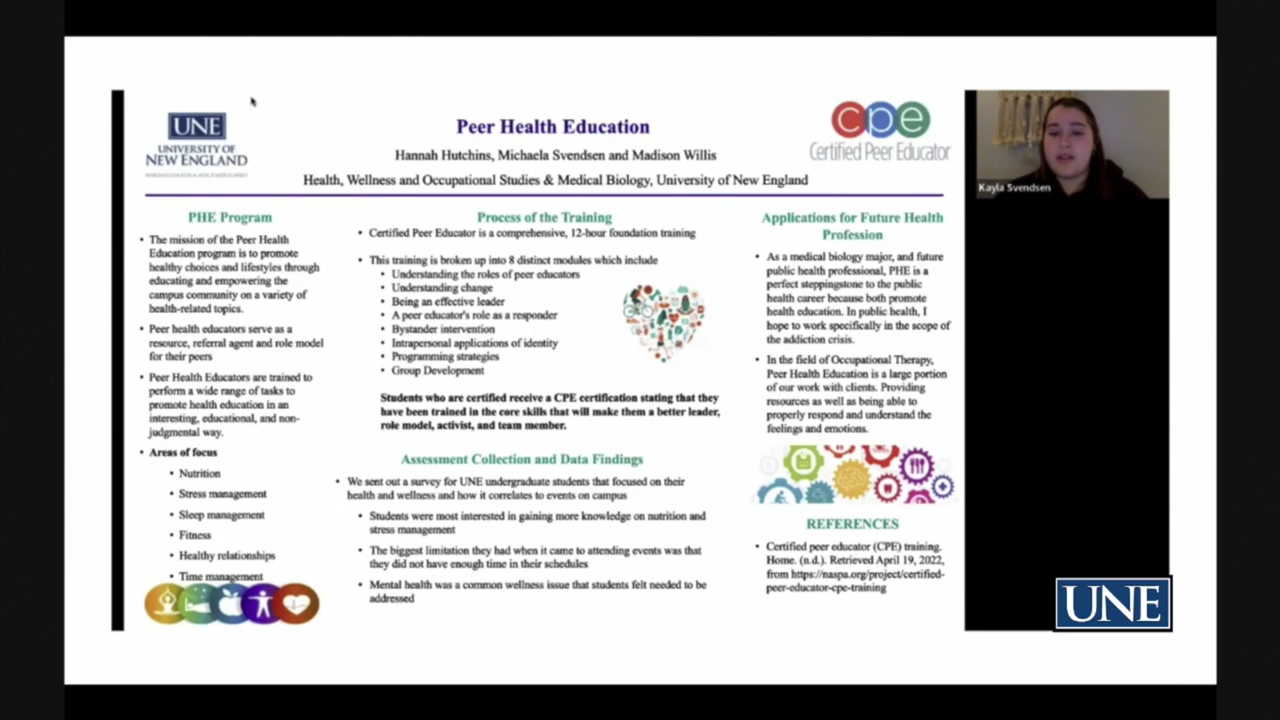 UNE
UNIVERSITY OF
NEW ENGLAND
Peer Health Education
Hannah Hutchins, Michaela Svendsen and Madison Willis
Health, Wellness and Occupational Studies & Medical Biology, University of New England
cpe
Certified Peer Educator
Kayla Svendsen
PHE Program
• The mission of the Peer Health
Education program is to promote
healthy choices and lifestyles through
educating and empowering the
campus community on a variety of
health-related topics.
• Peer health educators serve as a
resource, referral agent and role model
for their peers
• Peer Health Educators are trained to
perform a wide range of tasks to
promote health education in an
interesting, educational, and non-
judgmental way.
• Areas of focus
• Nutrition
• Stress management
• Sleep management
• Fitness
• Healthy relationships
• Time management
Process of the Training
• Certified Peer Educator is a comprehensive, 12-hour foundation training
• This training is broken up into 8 distinct modules which include
• Understanding the roles of peer educators
• Understanding change
• Being an effective leader
• A peer educator's role as a responder
• Bystander intervention
• Intrapersonal applications of identity
• Programming strategies
• Group Development
Students who are certified receive a CPE certification stating that they
have been trained in the core skills that will make them a better leader,
role model, activist, and team member.
Assessment Collection and Data Findings
• We sent out a survey for UNE undergraduate students that focused on their
health and wellness and how it correlates to events on campus
• Students were most interested in gaining more knowledge on nutrition and
stress management
• The biggest limitation they had when it came to attending events was that
they did not have enough time in their schedules
• Mental health was a common wellness issue that students felt needed to be
addressed
Applications for Future Health
Profession
• As a medical biology major, and future
public health professional, PHE is a
perfect steppingstone to the public
health career because both promote
health education. In public health, I
hope to work specifically in the scope of
the addiction crisis.
• In the field of Occupational Therapy,
Peer Health Education is a large portion
of our work with clients. Providing
resources as well as being able to
properly respond and understand the
feelings and emotions.
REFERENCES
• Certified peer educator (CPE) training.
Home. (n.d.). Retrieved April 19, 2022,
from https://naspa.org/project/certified-
peer-educator-cpe-training
UNE